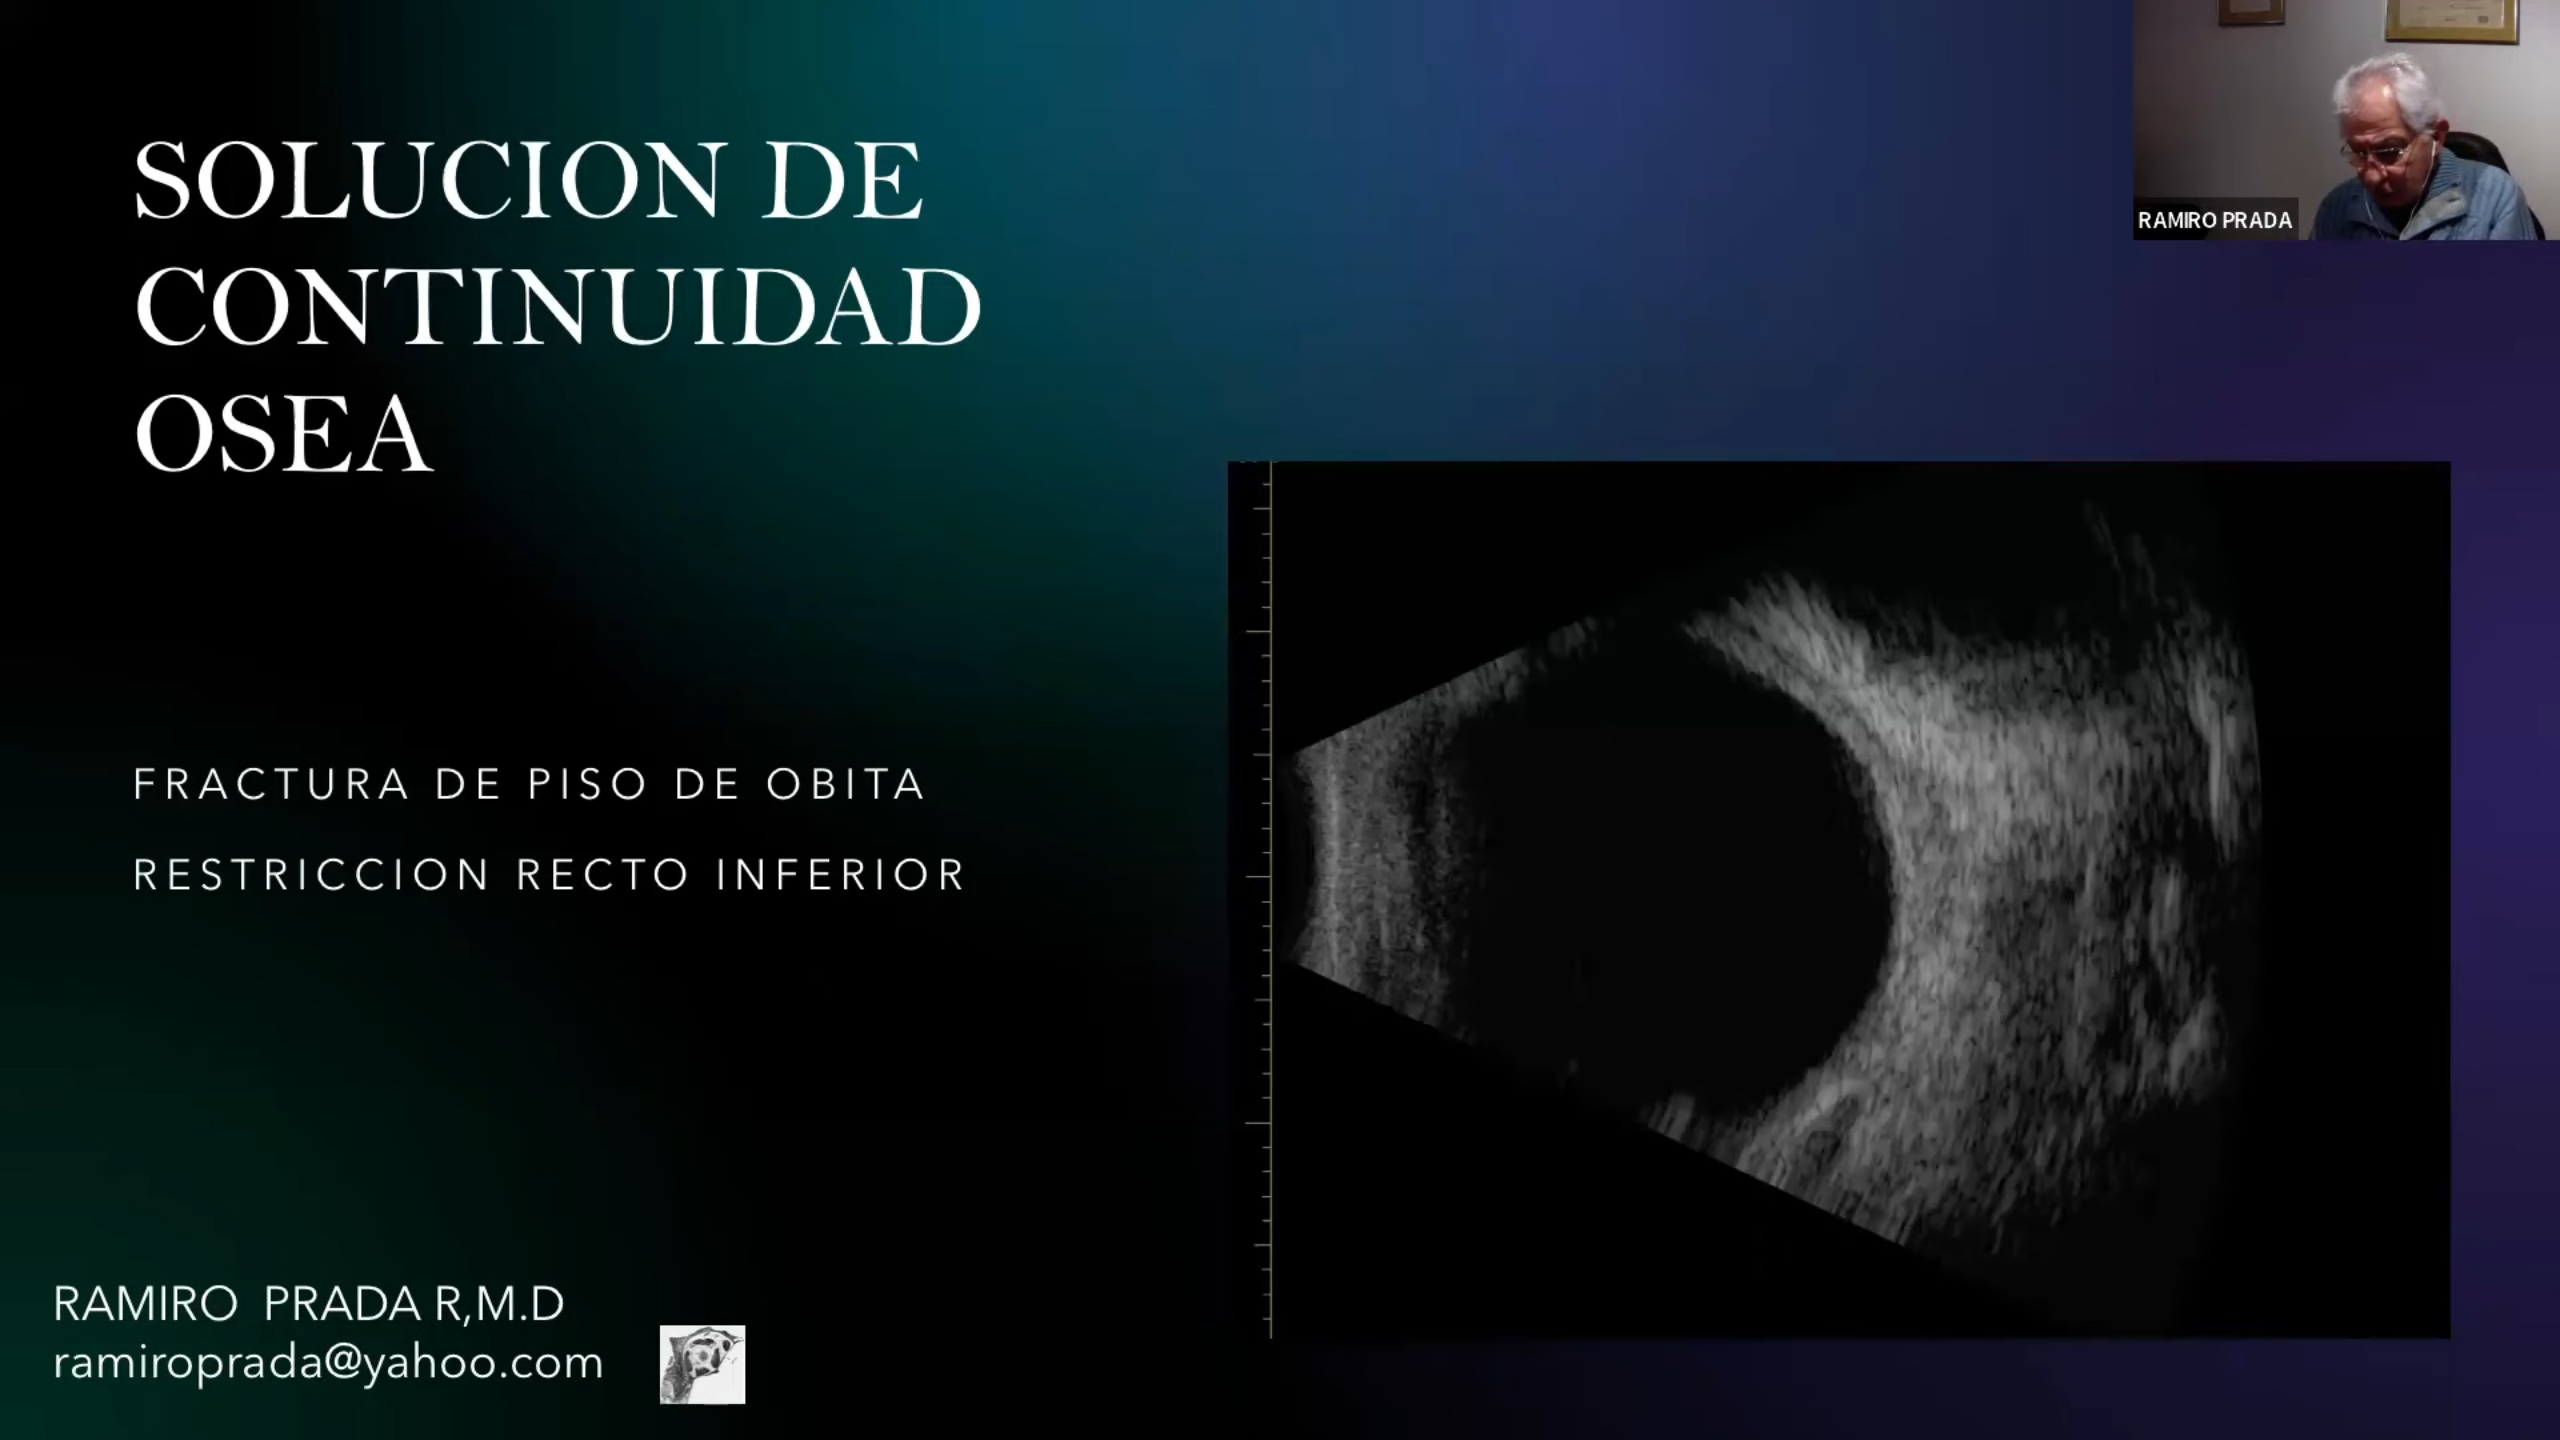 SOLUCION DE
CONTINUIDAD
OSEA
FRACTURA DE PISO DE OBITA
RESTRICCION RECTO INFERIOR
RAMIRO PRADA R,M.D
ramiroprada@yahoo.com
RAMIRO PRADA